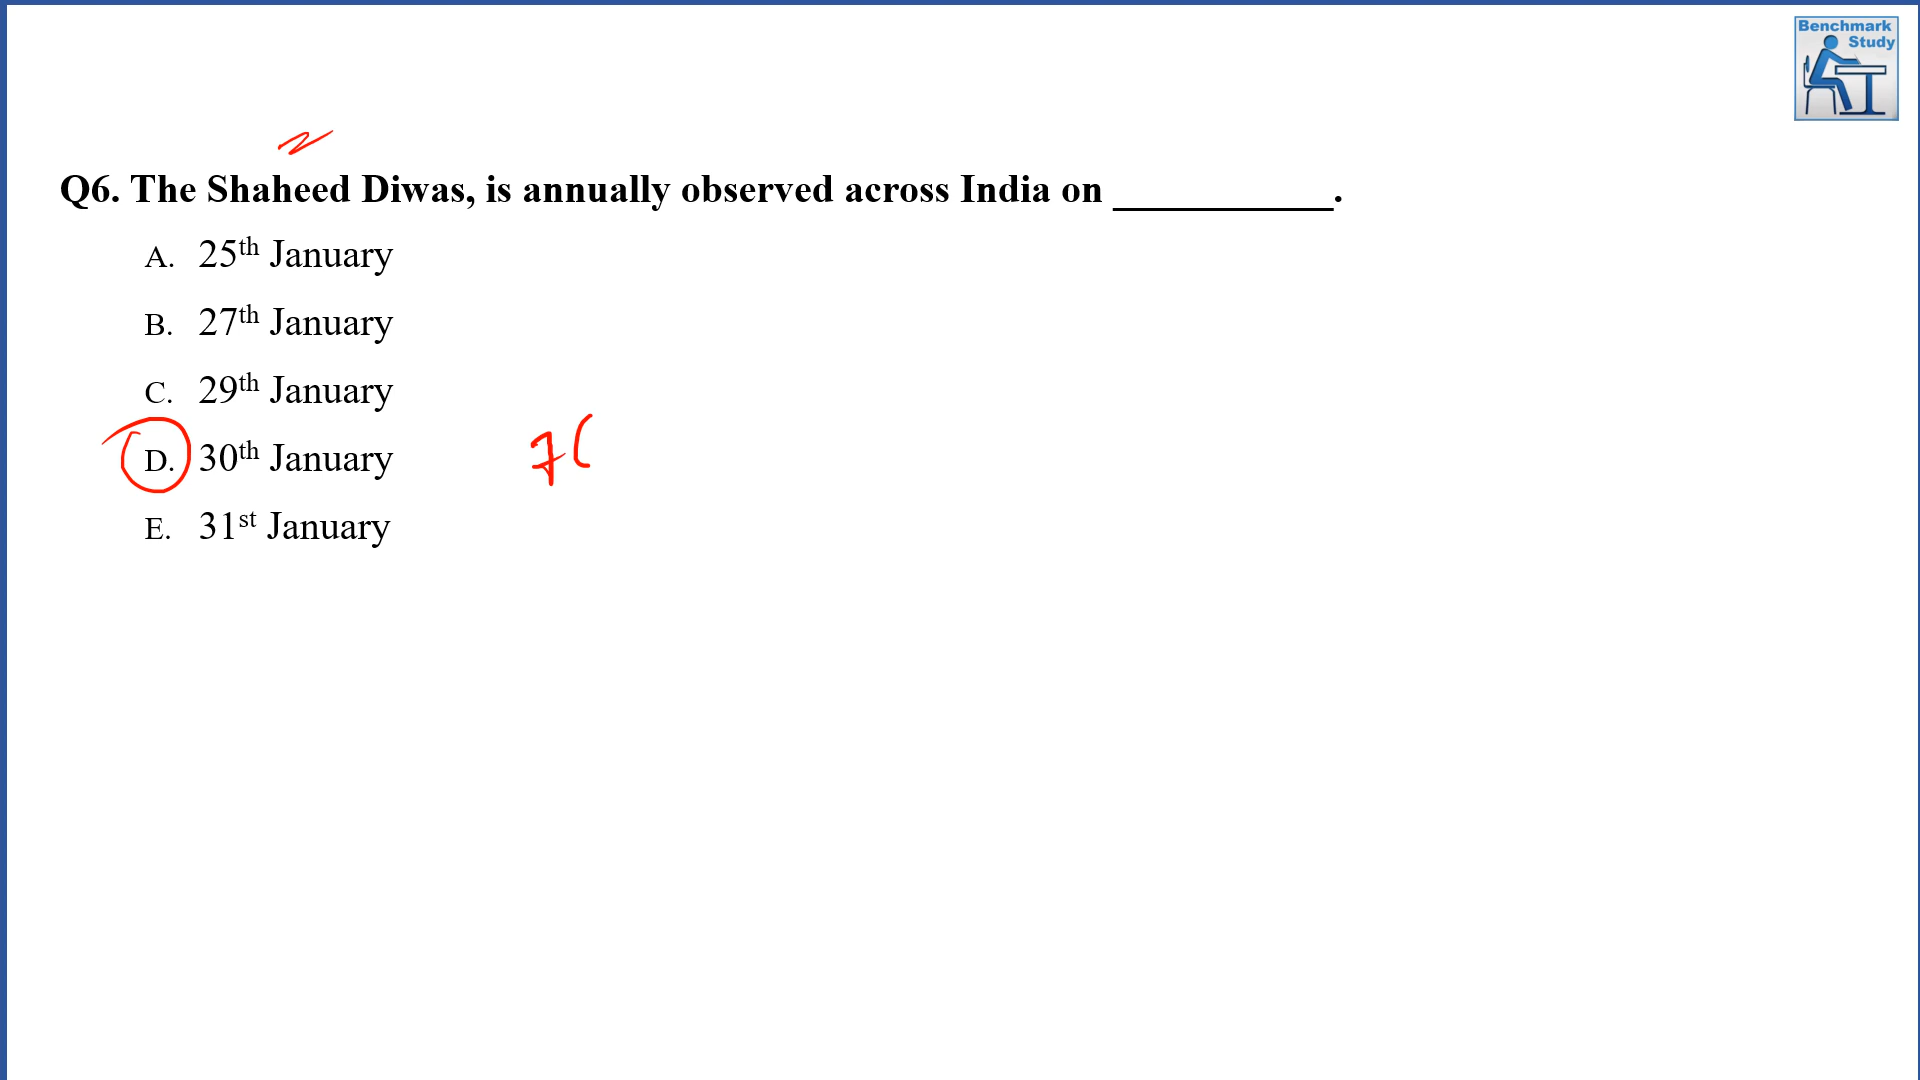 Benchmark
Study
Q6. The Shaheed Diwas, is annually observed across India on ___________.
A. 25th January
B. 27th January
C. 29th January
D. 30th January
E. 31st January